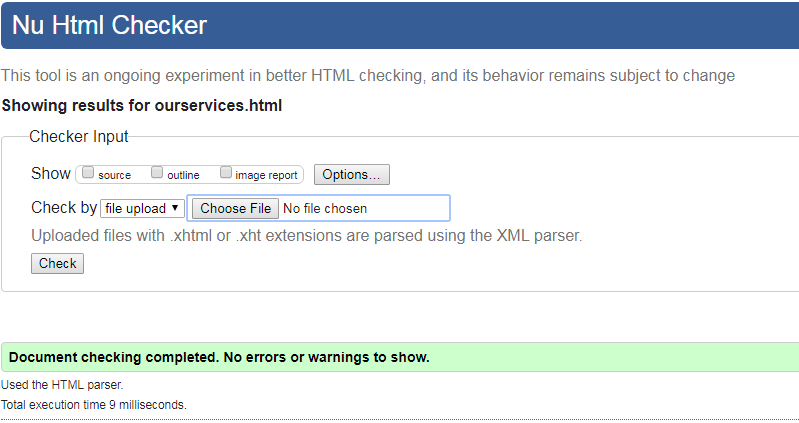 Nu Html Checker
This tool is an ongoing experiment in better HTML checking, and its behavior remains subject to change
Showing results for ourservices.html
Checker Input
Show source outline image report Options...
Check by file upload Choose File No file chosen
Uploaded files with .xhtml or .xht extensions are parsed using the XML parser.
Check
Document checking completed. No errors or warnings to show.
Used the HTML parser.
Total execution time 9 milliseconds.